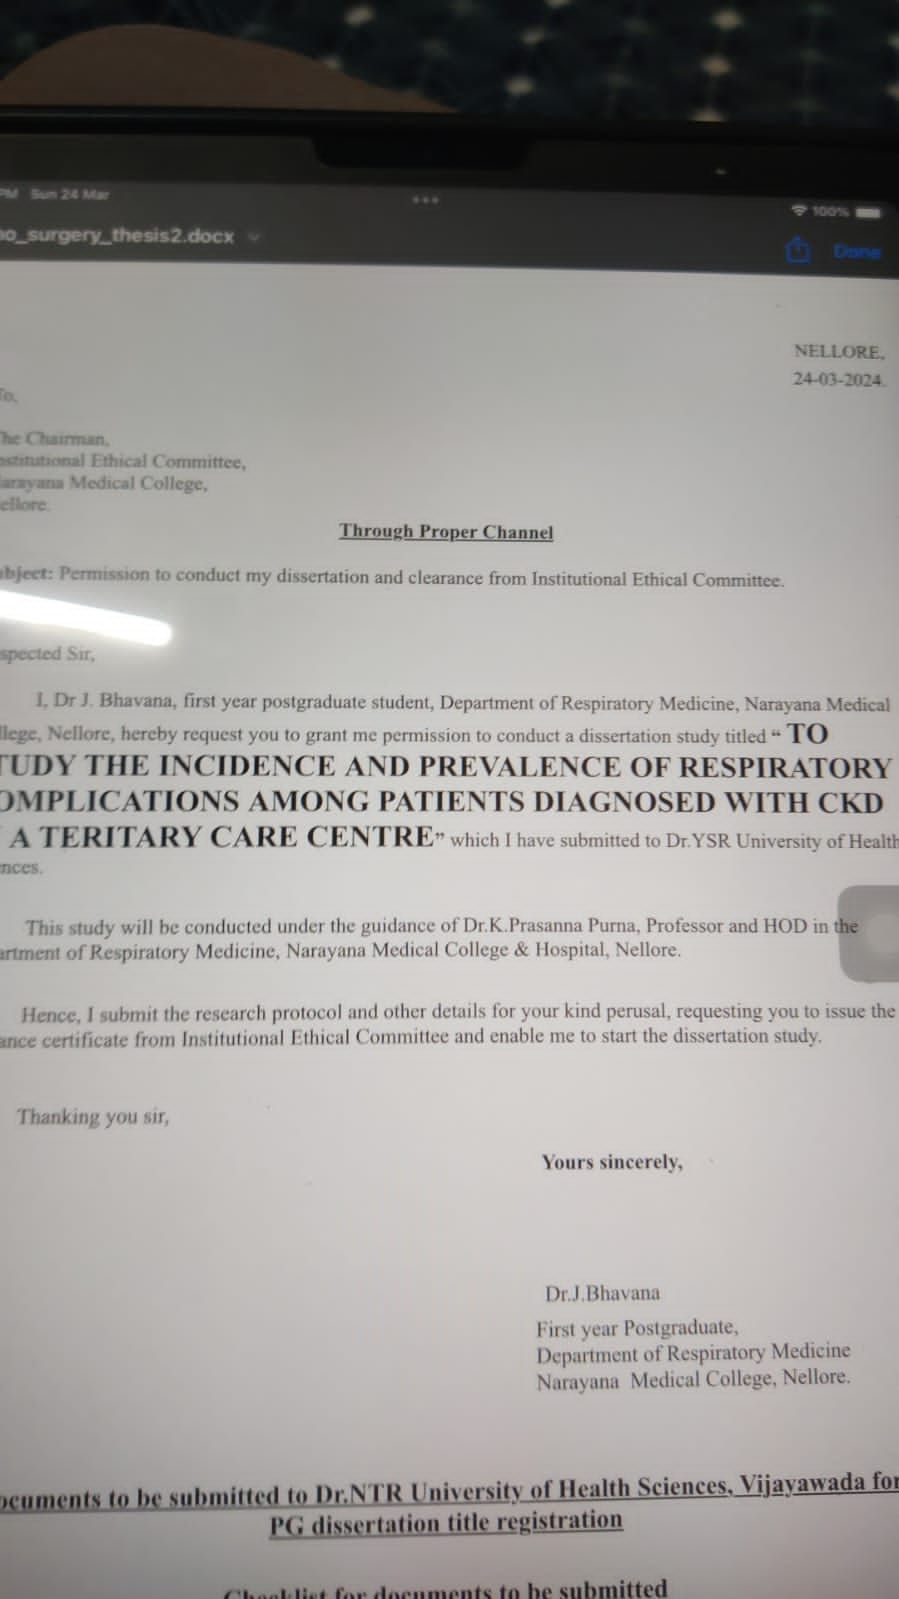 PM Sun 24 Mar
100%
o_surgery_thesis2.docx
Done
NELLORE,
24-03-2024.
To,
he Chairman,
nstitutional Ethical Committee,
arayana Medical College,
ellore.
Through Proper Channel
bject: Permission to conduct my dissertation and clearance from Institutional Ethical Committee.
spected Sir,
I, Dr J. Bhavana, first year postgraduate student, Department of Respiratory Medicine, Narayana Medical
llege, Nellore, hereby request you to grant me permission to conduct a dissertation study titled “ TO
TUDY THE INCIDENCE AND PREVALENCE OF RESPIRATORY
OMPLICATIONS AMONG PATIENTS DIAGNOSED WITH CKD
A TERITARY CARE CENTRE” which I have submitted to Dr.YSR University of Health
nces.
This study will be conducted under the guidance of Dr.K.Prasanna Purna, Professor and HOD in the
artment of Respiratory Medicine, Narayana Medical College & Hospital, Nellore.
Hence, I submit the research protocol and other details for your kind perusal, requesting you to issue the
ance certificate from Institutional Ethical Committee and enable me to start the dissertation study.
Thanking you sir,
Yours sincerely,
Dr.J.Bhavana
First year Postgraduate,
Department of Respiratory Medicine
Narayana Medical College, Nellore.
ocuments to be submitted to Dr.NTR University of Health Sciences, Vijayawada for
PG dissertation title registration
Checklist for documents to be submitted